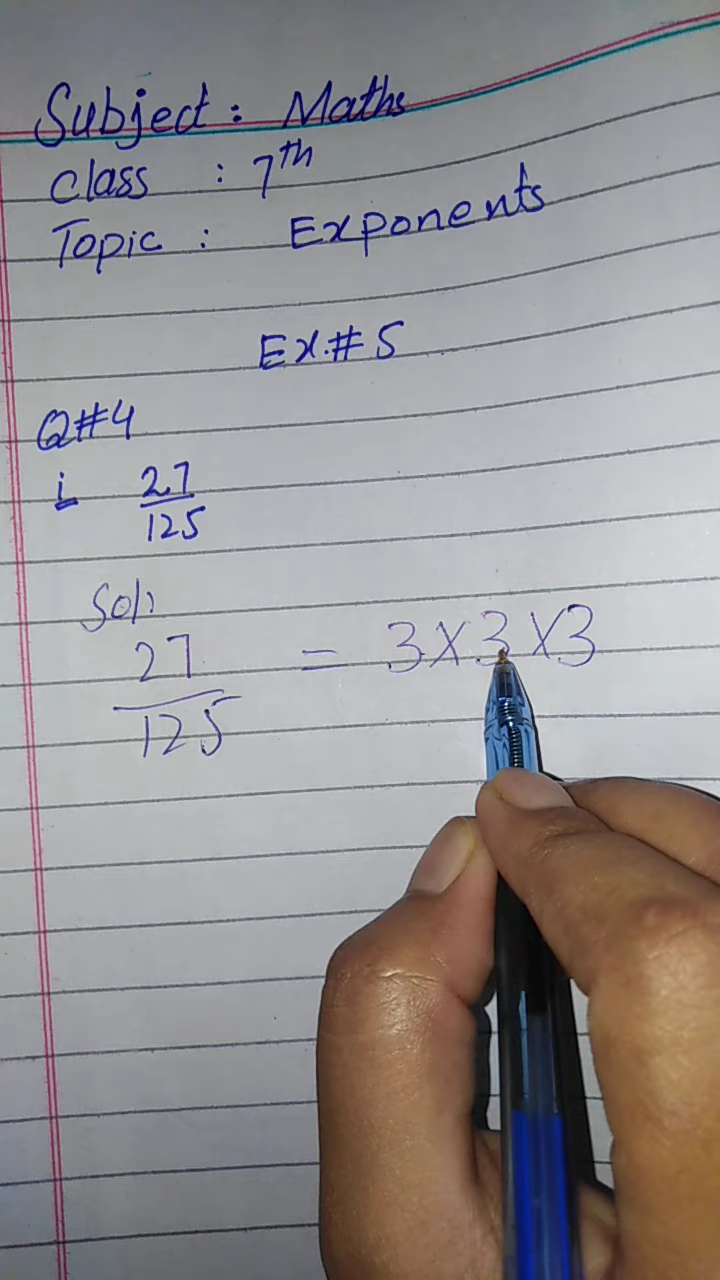 Subject: Maths
class : 7th
Topic: Exponents
Ex.# 5
Q#4
i 27/125
Sol:
27/125 = 3×3×3